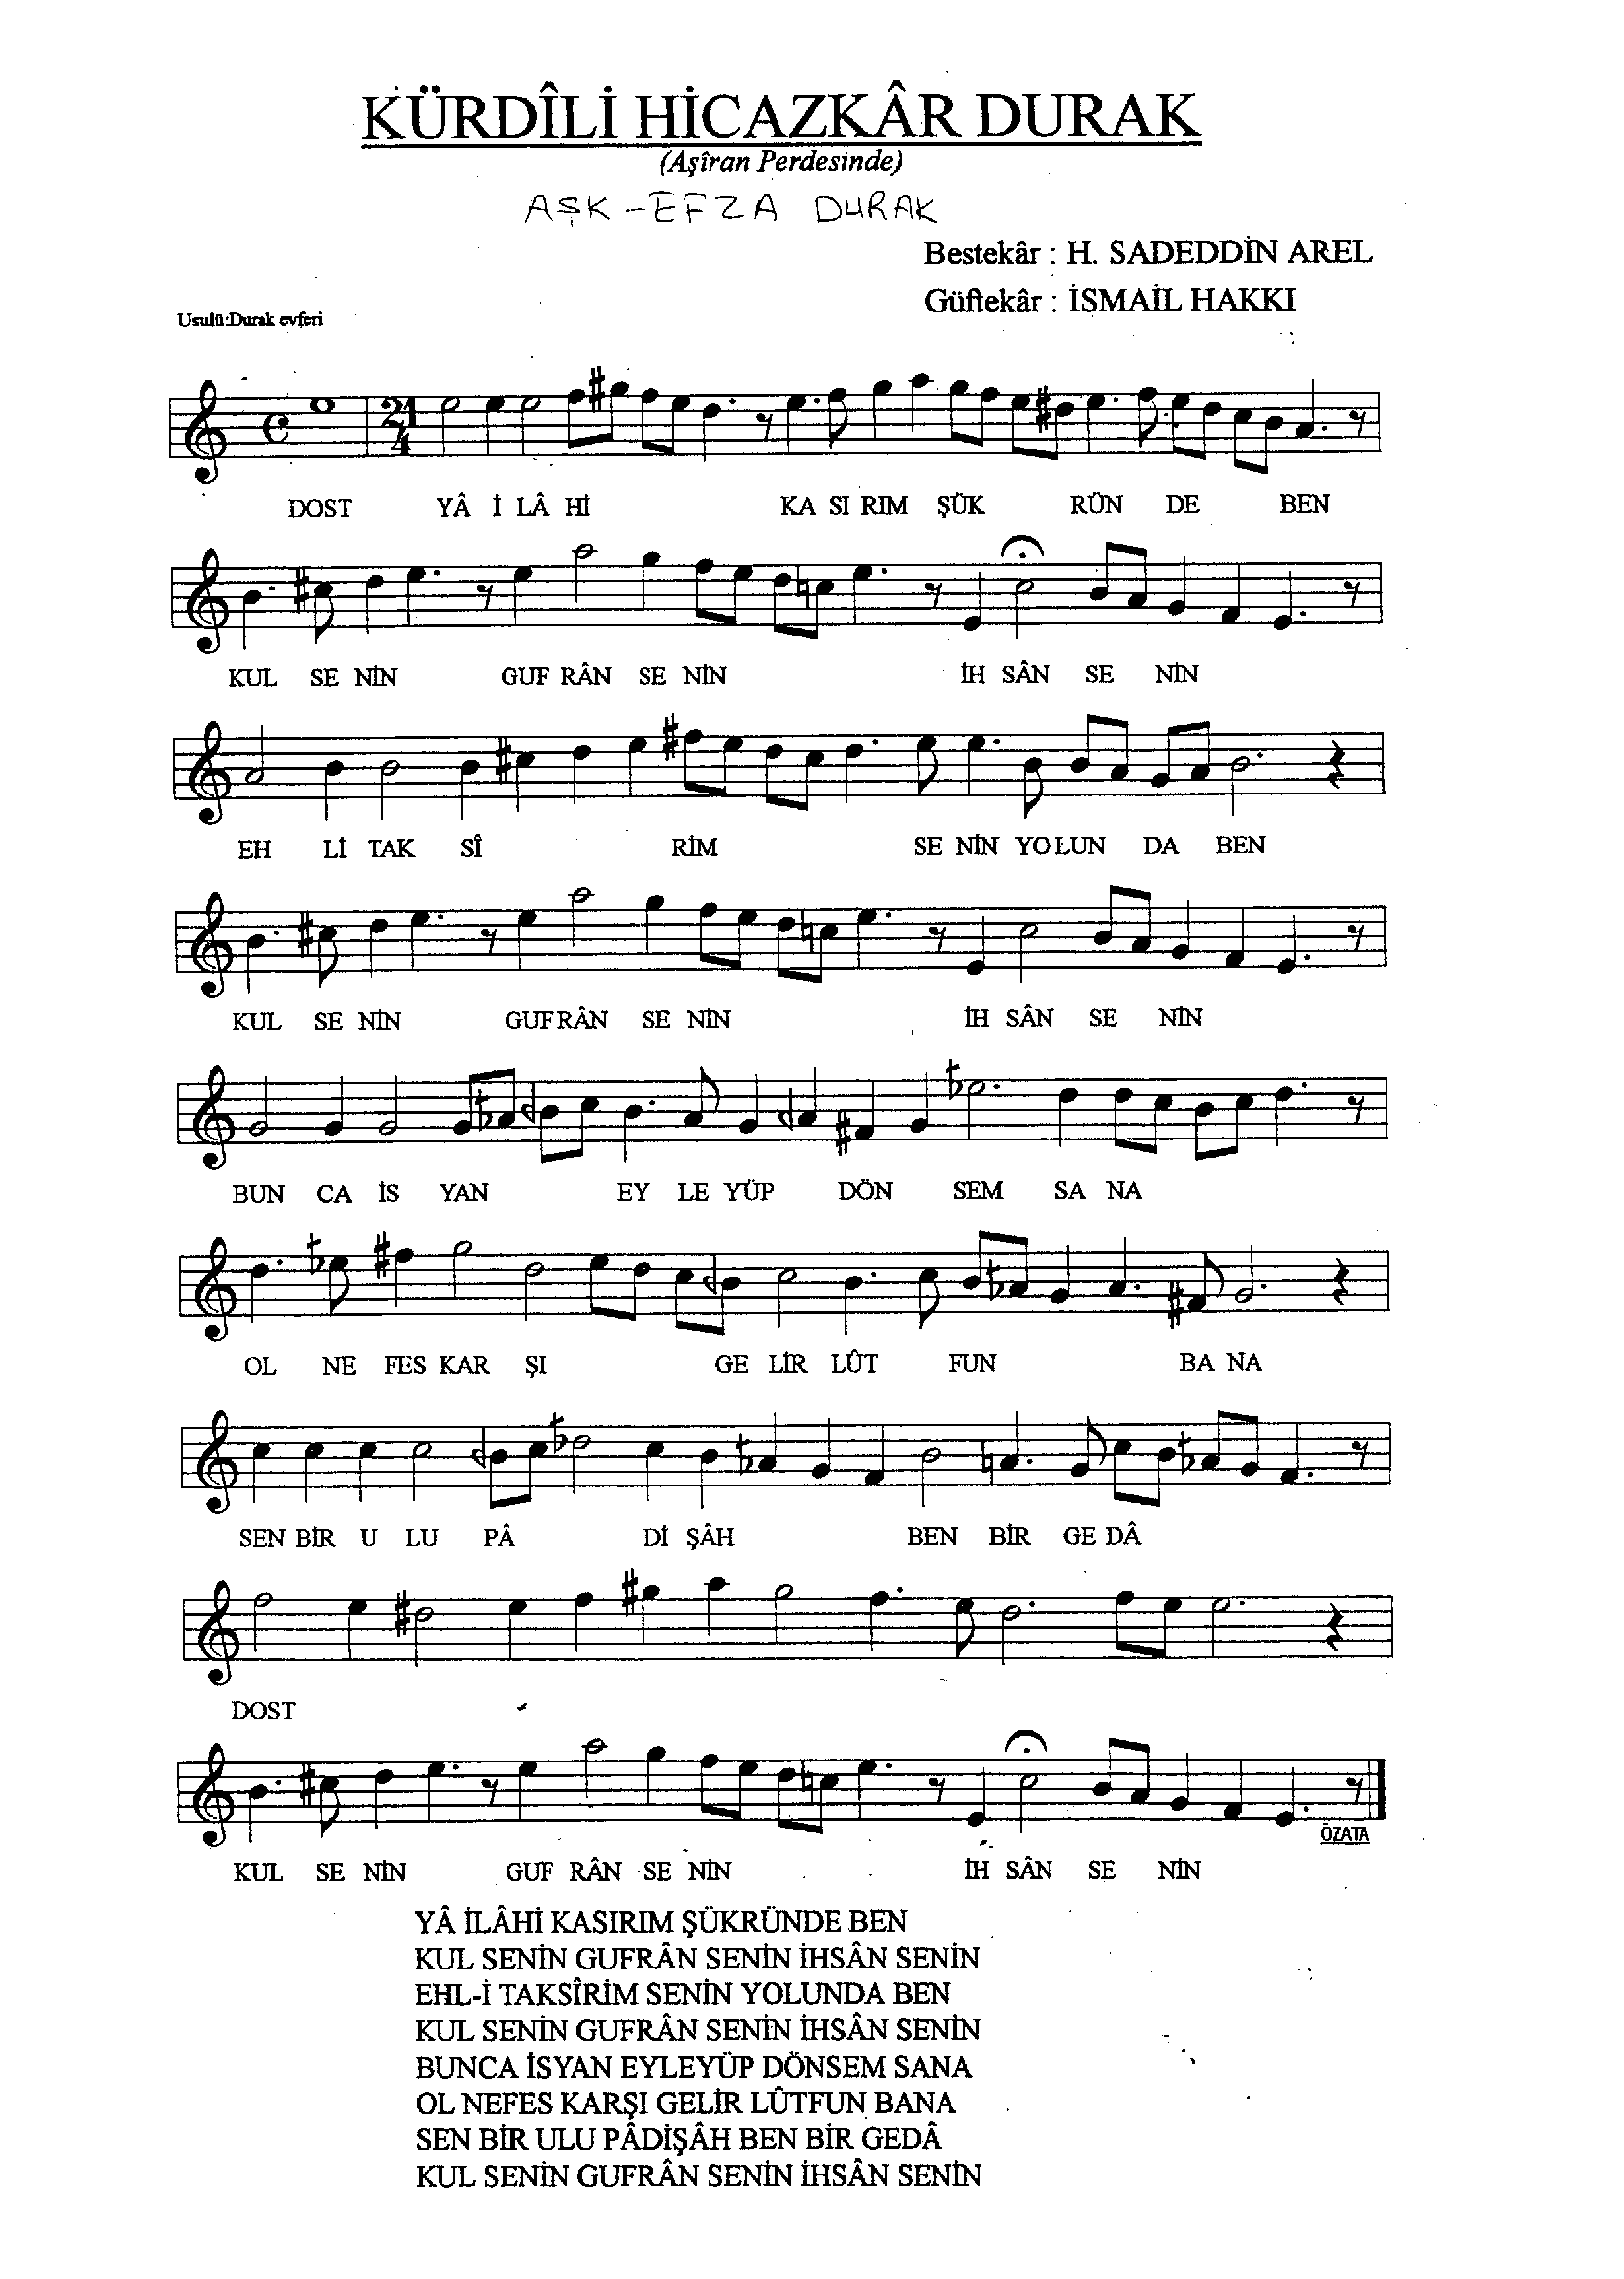 KÜRDÎLİ HİCAZKÂR DURAK
(Aşîran Perdesinde)
AŞK-EFZA DURAK
Bestekâr : H. SADEDDİN AREL
Güftekâr : İSMAİL HAKKI
Usulü:Durak evferi
21
4
DOST YÂ İ LÂ Hİ KA SI RIM ŞÜK RÜN DE BEN
KUL SE NİN GUF RÂN SE NİN İH SÂN SE NİN
EH Lİ TAK SÎ RİM SE NİN YO LUN DA BEN
KUL SE NİN GUF RÂN SE NİN İH SÂN SE NİN
BUN CA İS YAN EY LE YÜP DÖN SEM SA NA
OL NE FES KAR ŞI GE LİR LÛT FUN BA NA
SEN BİR U LU PÂ Dİ ŞÂH BEN BİR GE DÂ
DOST
ÖZATA
KUL SE NİN GUF RÂN SE NİN İH SÂN SE NİN
YÂ İLÂHİ KASIRIM ŞÜKRÜNDE BEN
KUL SENİN GUFRÂN SENİN İHSÂN SENİN
EHL-İ TAKSÎRİM SENİN YOLUNDA BEN
KUL SENİN GUFRÂN SENİN İHSÂN SENİN
BUNCA İSYAN EYLEYÜP DÖNSEM SANA
OL NEFES KARŞI GELİR LÛTFUN BANA
SEN BİR ULU PÂDİŞÂH BEN BİR GEDÂ
KUL SENİN GUFRÂN SENİN İHSÂN SENİN